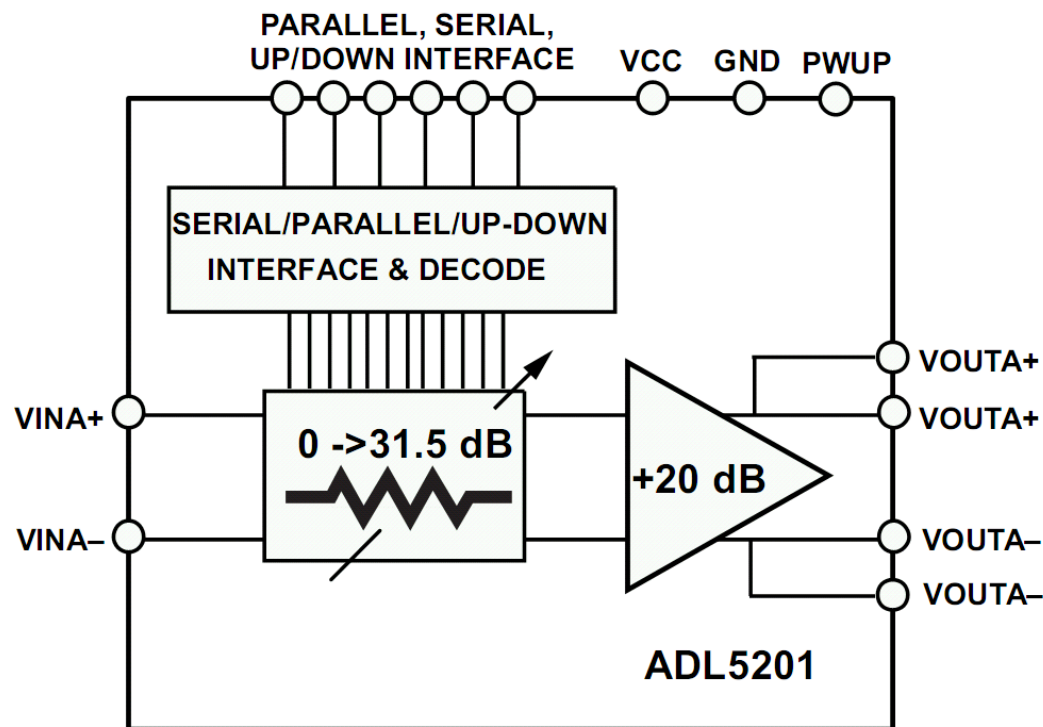 PARALLEL, SERIAL,
UP/DOWN INTERFACE
VCC
GND
PWUP
SERIAL/PARALLEL/UP-DOWN
INTERFACE & DECODE
VOUTA+
VINA+
VOUTA+
0 ->31.5 dB
+20 dB
VINA–
VOUTA–
VOUTA–
ADL5201